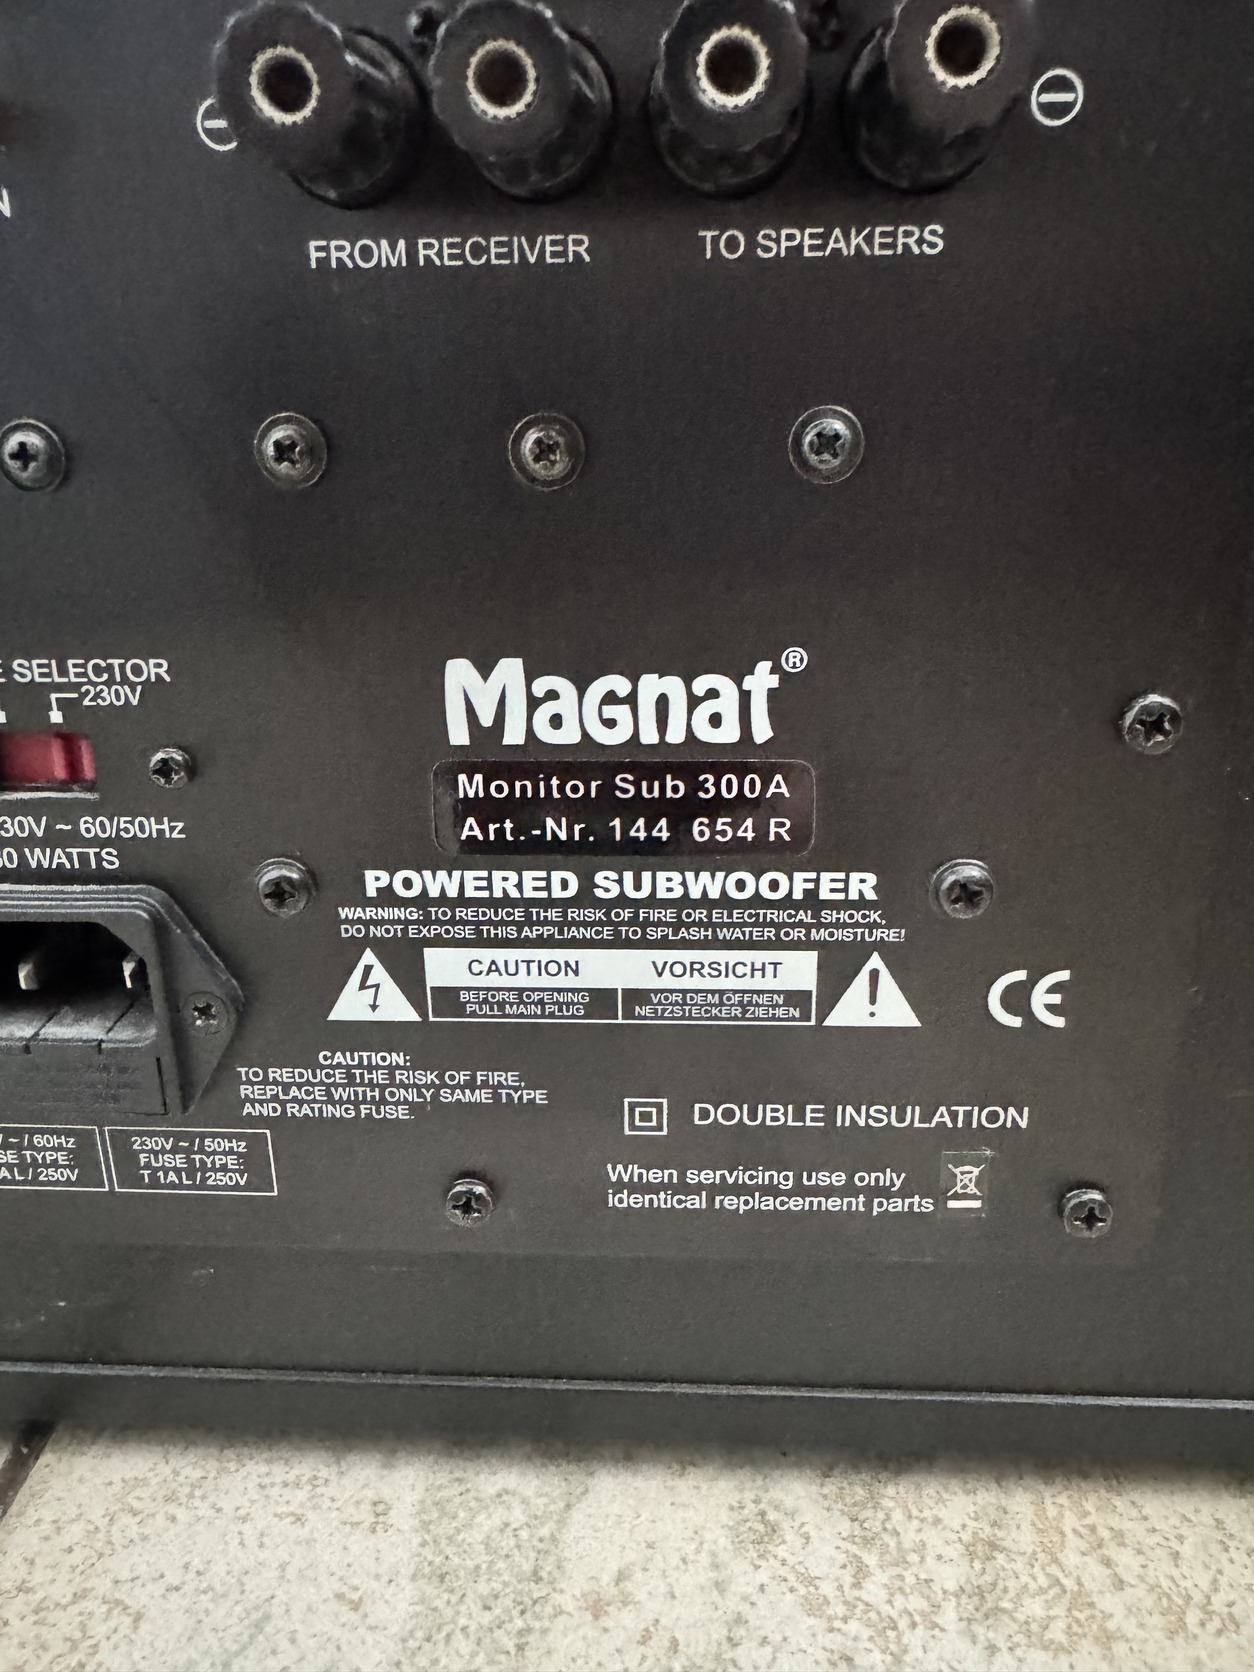 FROM RECEIVER
TO SPEAKERS
SELECTOR
230V
30V ~ 60/50Hz
WATTS
Magnat®
Monitor Sub 300A
Art.-Nr. 144 654 R
POWERED SUBWOOFER
WARNING: TO REDUCE THE RISK OF FIRE OR ELECTRICAL SHOCK,
DO NOT EXPOSE THIS APPLIANCE TO SPLASH WATER OR MOISTURE!
CAUTION
BEFORE OPENING
PULL MAIN PLUG
VORSICHT
VOR DEM ÖFFNEN
NETZSTECKER ZIEHEN
CE
CAUTION:
TO REDUCE THE RISK OF FIRE,
REPLACE WITH ONLY SAME TYPE
AND RATING FUSE.
~ / 60Hz
SE TYPE:
AL / 250V
230V ~ / 50Hz
FUSE TYPE:
T 1AL / 250V
DOUBLE INSULATION
When servicing use only
identical replacement parts